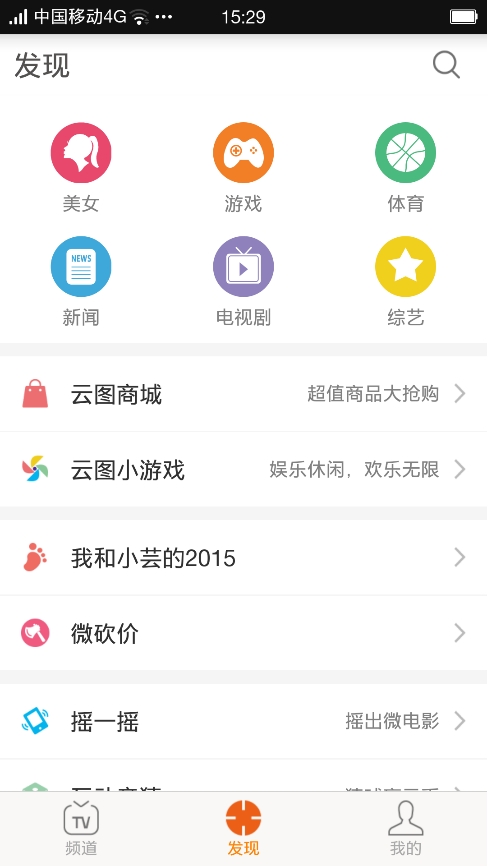 中国移动4G 15:29
发现
美女 游戏 体育
NEWS
新闻 电视剧 综艺
云图商城 超值商品大抢购
云图小游戏 娱乐休闲，欢乐无限
我和小芸的2015
微砍价
摇一摇 摇出微电影
TV
频道 发现 我的